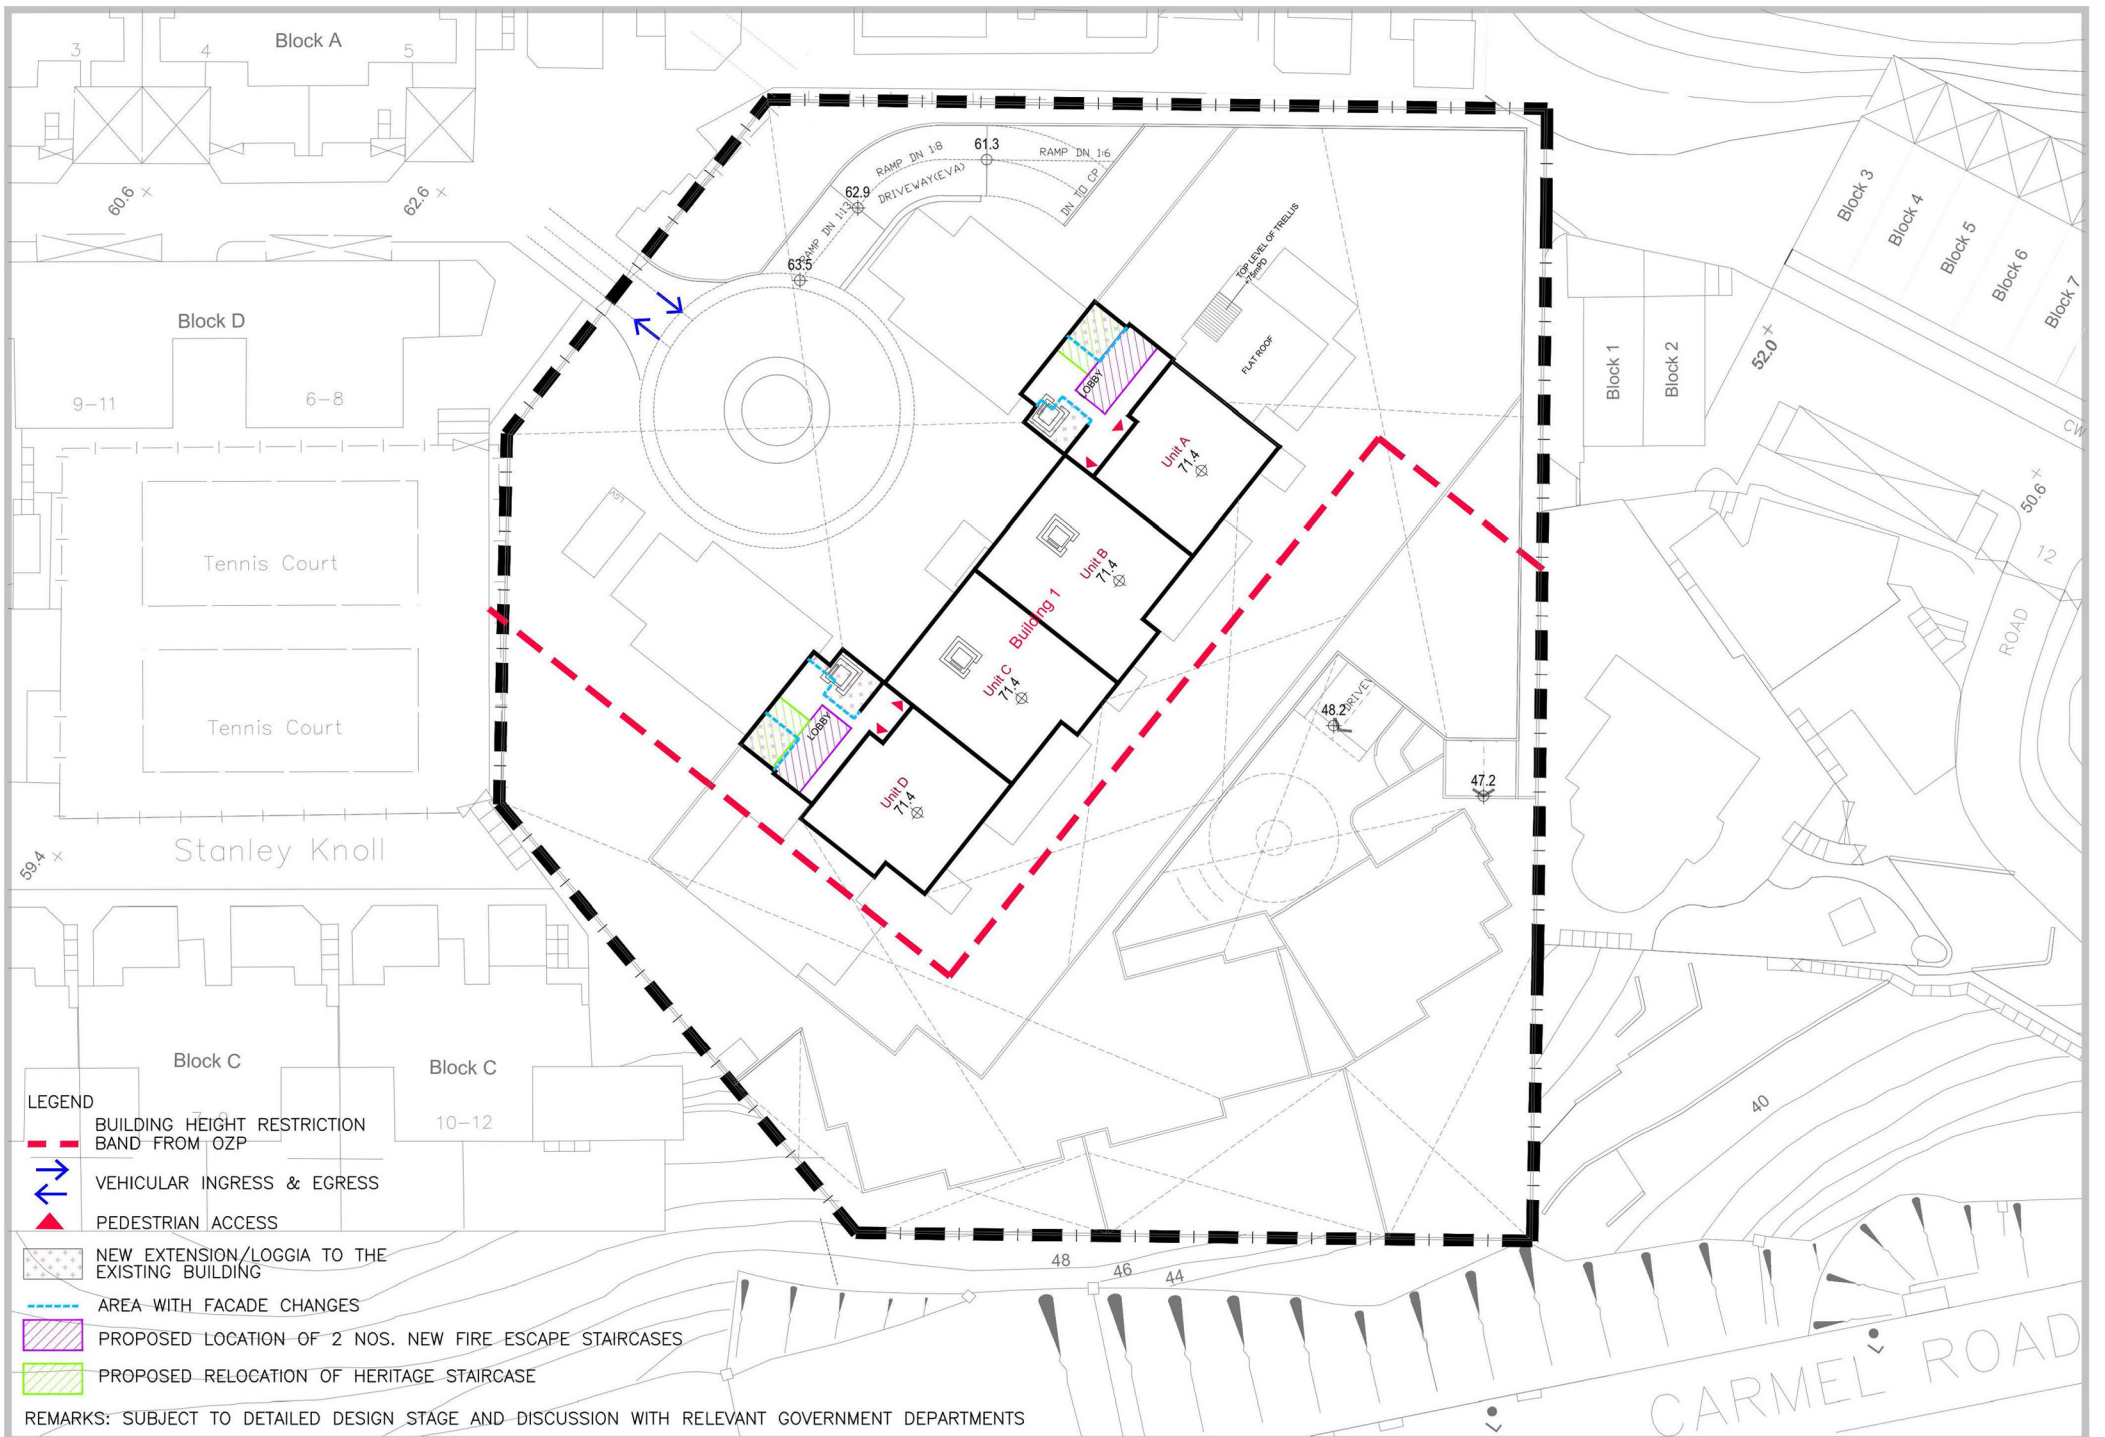 Block A
3
4
5
60.6
62.6
Block D
9-11
6-8
Tennis Court
Tennis Court
59.4
Stanley Knoll
Block C
7-9
Block C
10-12
RAMP DN 1:8
61.3
RAMP DN 1:6
DRIVEWAY(EVA)
62.9
DN TO CP
RAMP DN 1:13
63.5
TOP LEVEL OF TRELLIS
+75mPD
FLAT ROOF
LOBBY
Unit A
71.4
Unit B
71.4
Building 1
Unit C
71.4
LOBBY
Unit D
71.4
LGV
48.2
DRIVEV
47.2
Block 1
Block 2
Block 3
Block 4
Block 5
Block 6
Block 7
52.0
CW
50.6
12
ROAD
40
48
46
44
L
L
CARMEL ROAD
LEGEND
BUILDING HEIGHT RESTRICTION
BAND FROM OZP
VEHICULAR INGRESS & EGRESS
PEDESTRIAN ACCESS
NEW EXTENSION/LOGGIA TO THE
EXISTING BUILDING
AREA WITH FACADE CHANGES
PROPOSED LOCATION OF 2 NOS. NEW FIRE ESCAPE STAIRCASES
PROPOSED RELOCATION OF HERITAGE STAIRCASE
REMARKS: SUBJECT TO DETAILED DESIGN STAGE AND DISCUSSION WITH RELEVANT GOVERNMENT DEPARTMENTS